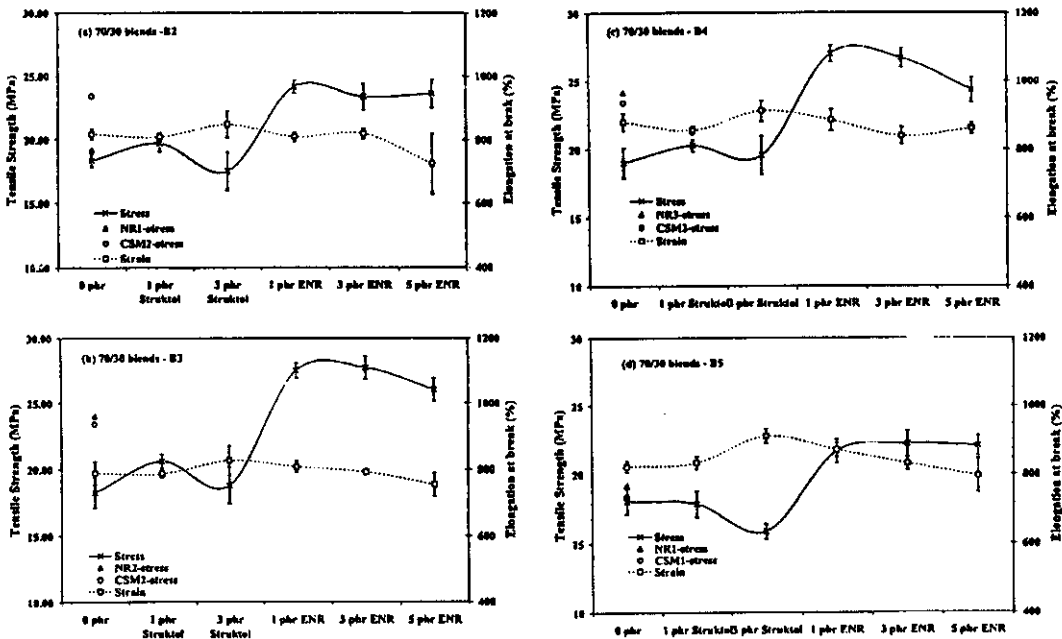 (a) 70/30 blends - B2
30.00
25.00
20.00
15.00
10.00
Tensile Strength (MPa)
1200
1000
800
600
400
Elongation at break (%)
Stress
NR1-stress
CSM2-stress
Strain
0 phr
1 phr Struktol
3 phr Struktol
1 phr ENR
3 phr ENR
5 phr ENR
(c) 70/30 blends - B4
30
25
20
15
10
Tensile Strength (MPa)
1200
1000
800
600
400
Elongation at break (%)
Stress
Strain
0 phr
1 phr Struktol
3 phr Struktol
1 phr ENR
3 phr ENR
5 phr ENR
(b) 70/30 blends - B3
30.00
25.00
20.00
15.00
10.00
Tensile Strength (MPa)
1200
1000
800
600
400
Elongation at break (%)
Stress
NR2-stress
CSM2-stress
Strain
0 phr
1 phr Struktol
3 phr Struktol
1 phr ENR
3 phr ENR
5 phr ENR
(d) 70/30 blends - B5
30
25
20
15
10
Tensile Strength (MPa)
1200
1000
800
600
400
Elongation at break (%)
Stress
NR1-stress
CSM1-stress
Strain
0 phr
1 phr Struktol
3 phr Struktol
1 phr ENR
3 phr ENR
5 phr ENR